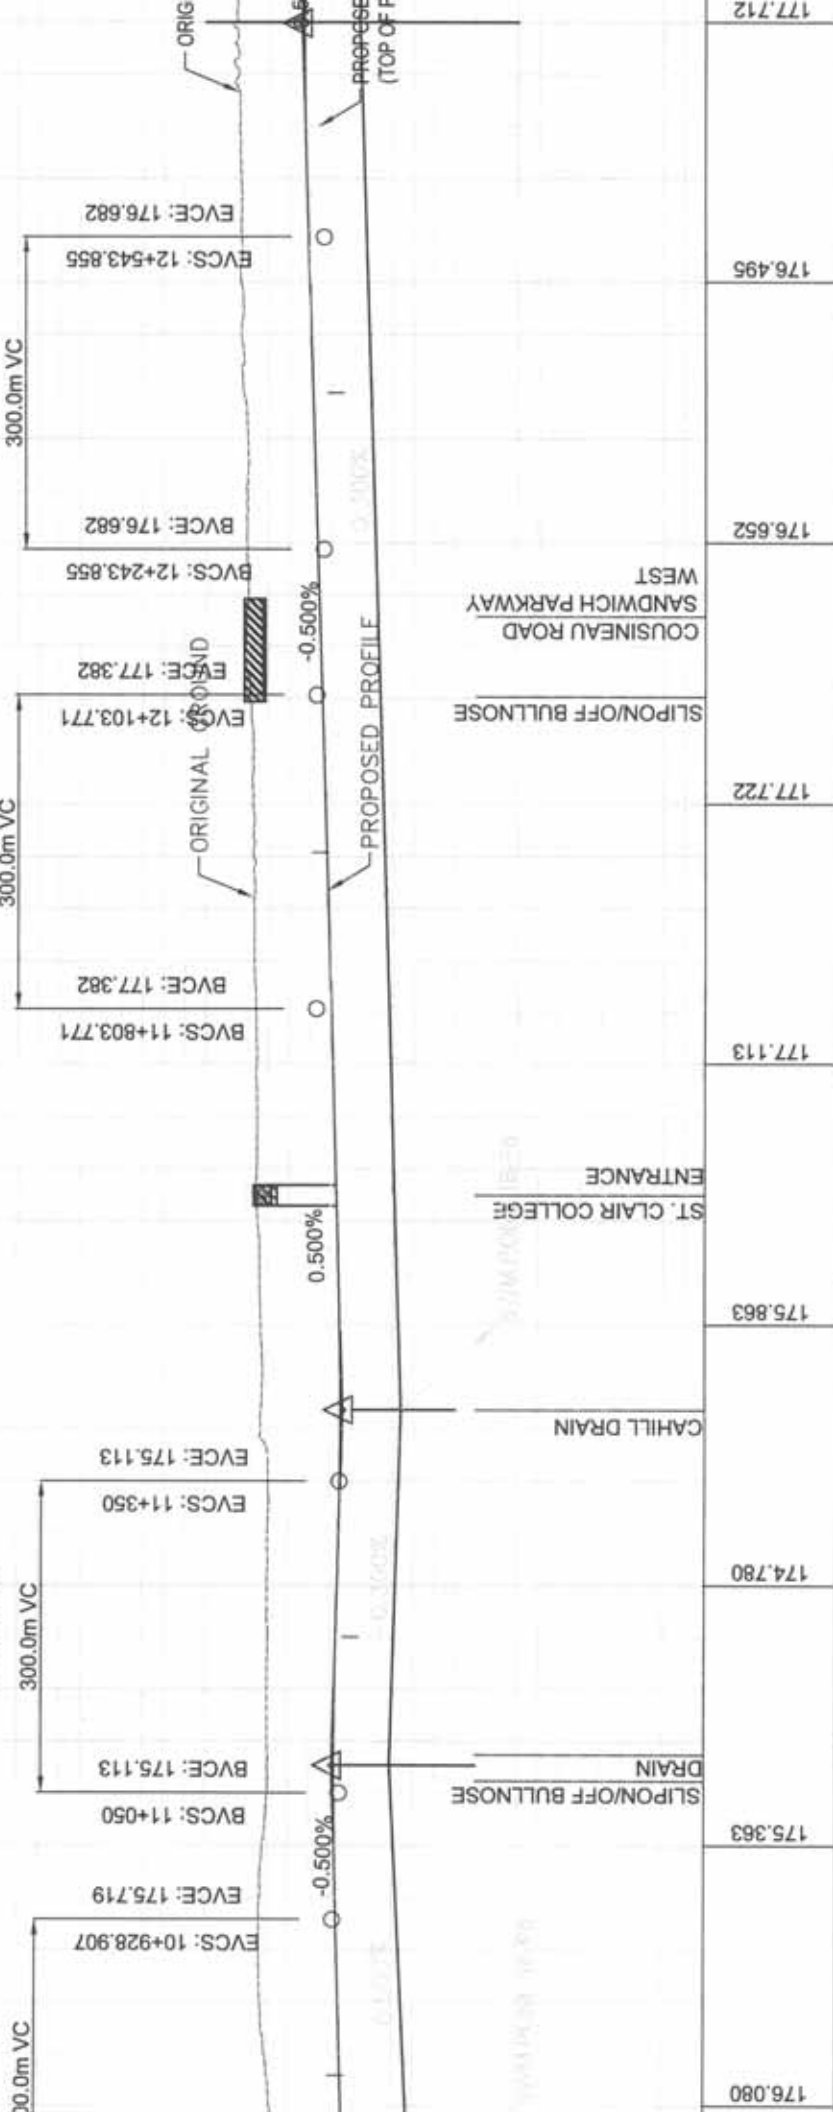 ORIG
PROPOSE
(TOP OF P
177.712
EVCE: 176.682
EVCS: 12+543.855
176.495
300.0m VC
BVCE: 176.682
BVCS: 12+243.855
176.652
-0.500%
COUSINEAU ROAD
SANDWICH PARKWAY
WEST
EVCE: 177.382
EVCS: 12+103.771
SLIPON/OFF BULLNOSE
ORIGINAL GROUND
PROPOSED PROFILE
177.722
300.0m VC
BVCE: 177.382
BVCS: 11+803.771
177.113
ST. CLAIR COLLEGE
ENTRANCE
0.500%
175.863
CAHILL DRAIN
EVCE: 175.113
EVCS: 11+350
174.780
300.0m VC
BVCE: 175.113
BVCS: 11+050
SLIPON/OFF BULLNOSE
DRAIN
-0.500%
175.363
EVCE: 175.719
EVCS: 10+928.907
00.0m VC
176.080